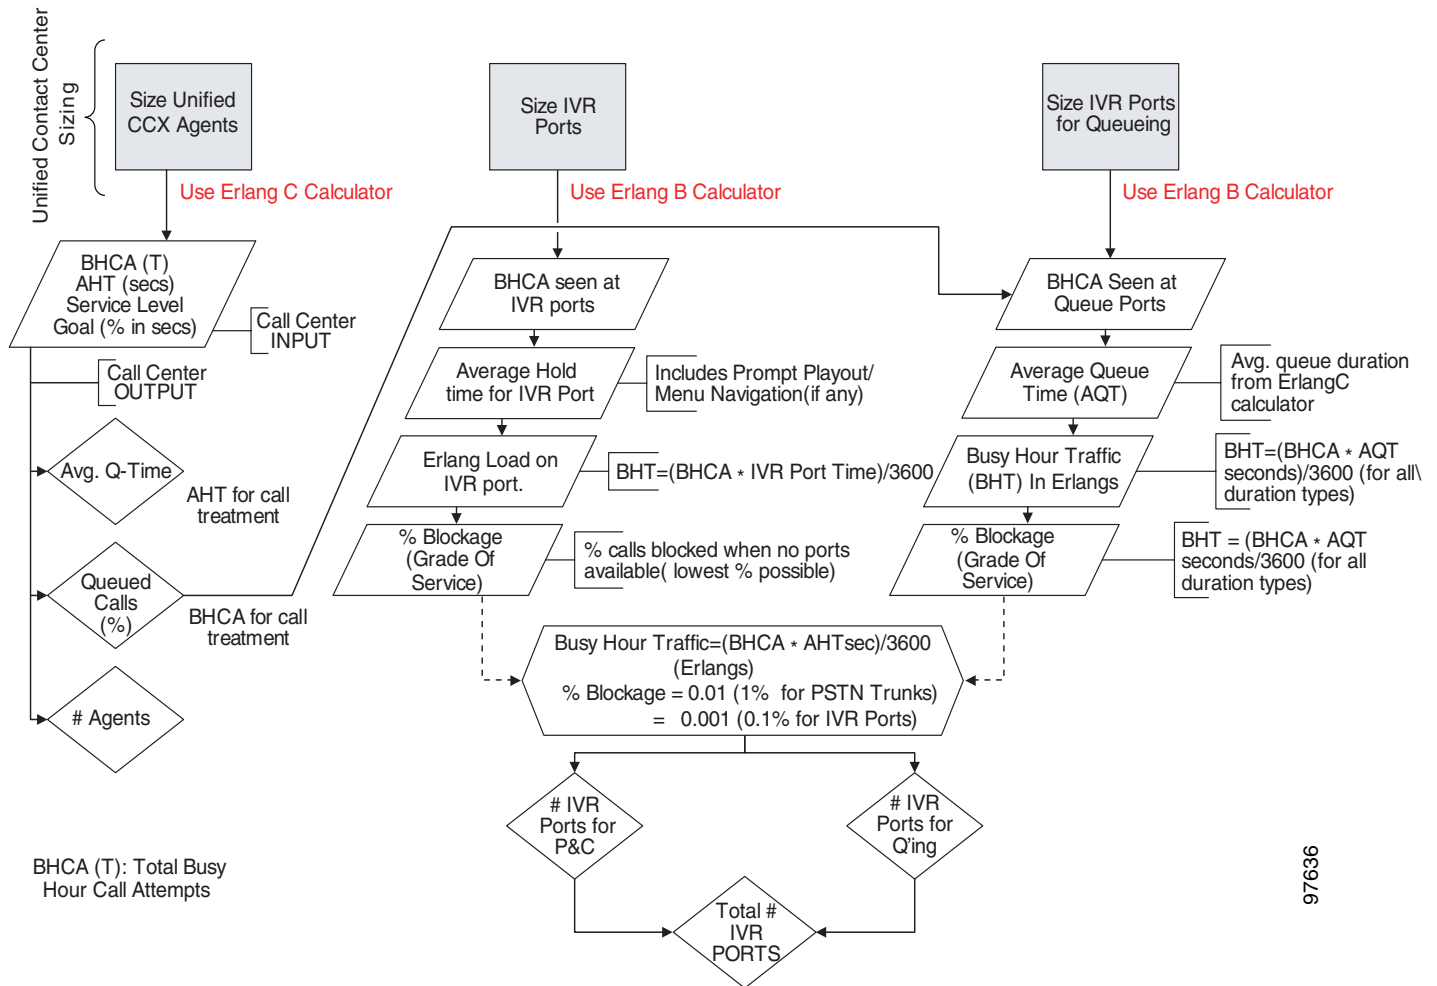 Unified Contact Center
Sizing
Size Unified
CCX Agents
Size IVR
Ports
Size IVR Ports
for Queueing
Use Erlang C Calculator
Use Erlang B Calculator
Use Erlang B Calculator
BHCA (T)
AHT (secs)
Service Level
Goal (% in secs)
Call Center
INPUT
Call Center
OUTPUT
Avg. Q-Time
AHT for call
treatment
Queued
Calls
(%)
BHCA for call
treatment
# Agents
BHCA seen at
IVR ports
Average Hold
time for IVR Port
Includes Prompt Playout/
Menu Navigation(if any)
Erlang Load on
IVR port.
BHT=(BHCA * IVR Port Time)/3600
% Blockage
(Grade Of
Service)
% calls blocked when no ports
available( lowest % possible)
BHCA Seen at
Queue Ports
Average Queue
Time (AQT)
Avg. queue duration
from ErlangC
calculator
Busy Hour Traffic
(BHT) In Erlangs
BHT=(BHCA * AQT
seconds)/3600 (for all\
duration types)
% Blockage
(Grade Of
Service)
BHT = (BHCA * AQT
seconds/3600 (for all
duration types)
Busy Hour Traffic=(BHCA * AHTsec)/3600
(Erlangs)
% Blockage = 0.01 (1% for PSTN Trunks)
= 0.001 (0.1% for IVR Ports)
# IVR
Ports for
P&C
# IVR
Ports for
Q'ing
Total #
IVR
PORTS
BHCA (T): Total Busy
Hour Call Attempts
97636